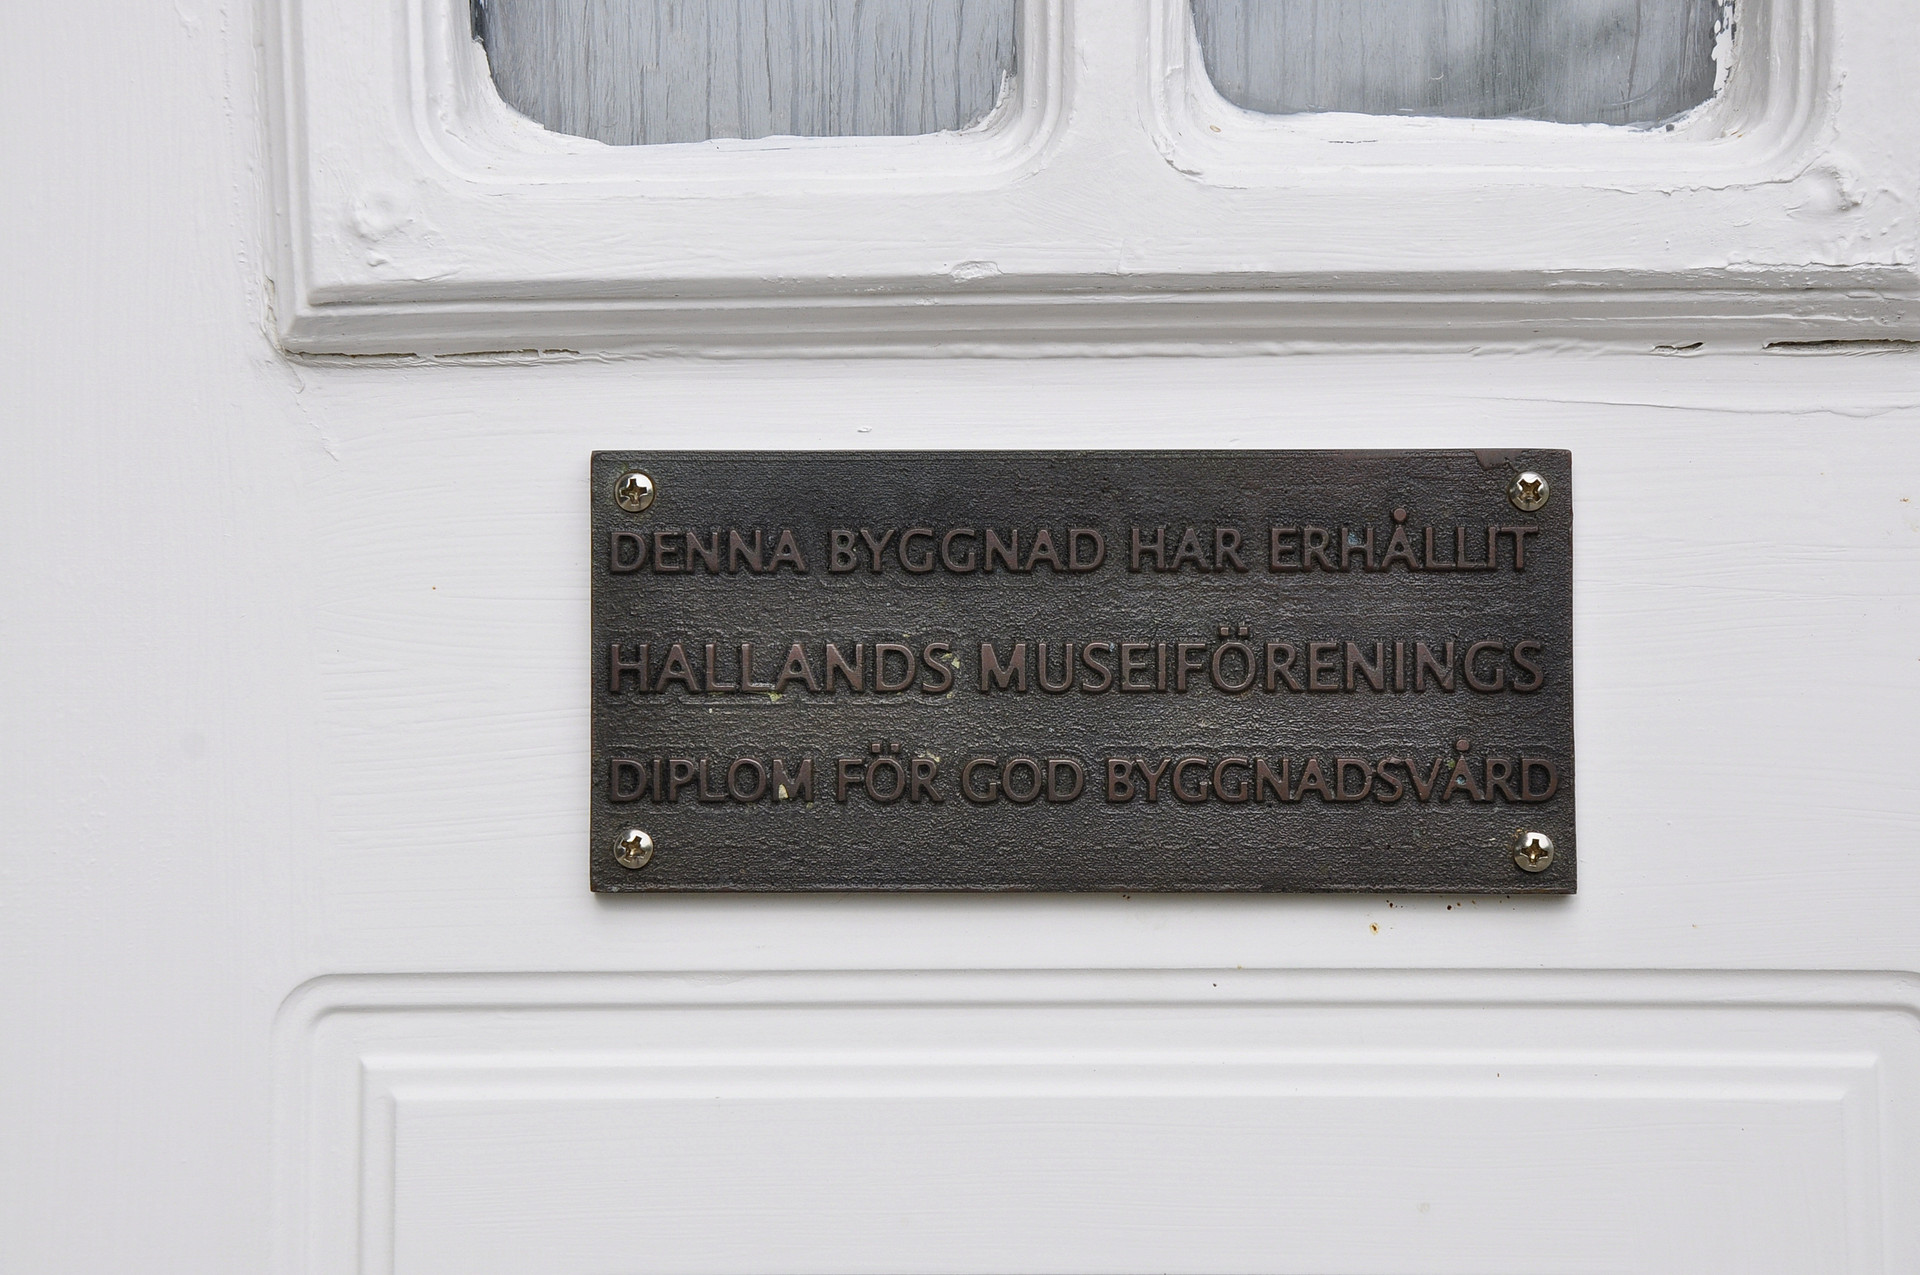 DENNA BYGGNAD HAR ERHÅLLIT
HALLANDS MUSEIFÖRENINGS
DIPLOM FÖR GOD BYGGNADSVÅRD